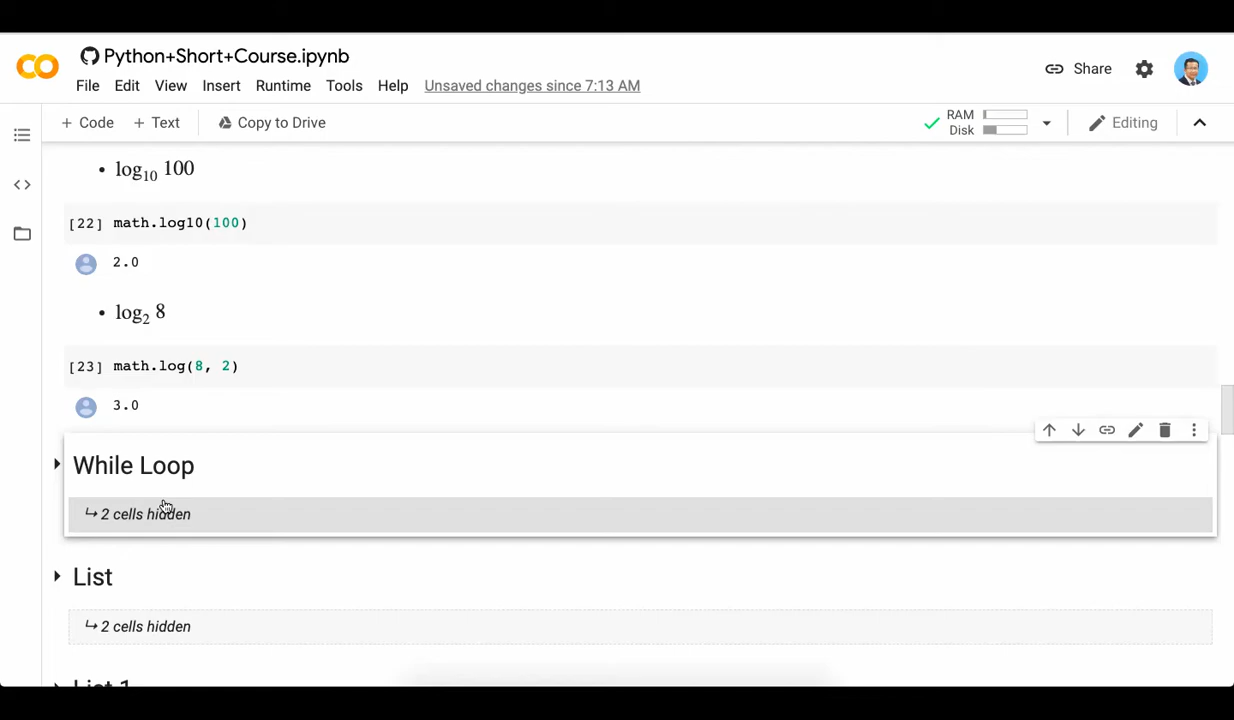 Python+Short+Course.ipynb
File Edit View Insert Runtime Tools Help Unsaved changes since 7:13 AM
Share
+ Code + Text Copy to Drive
RAM
Disk
Editing
• log₁₀ 100
[22] math.log10(100)
2.0
• log₂ 8
[23] math.log(8, 2)
3.0
While Loop
2 cells hidden
List
2 cells hidden
List 1